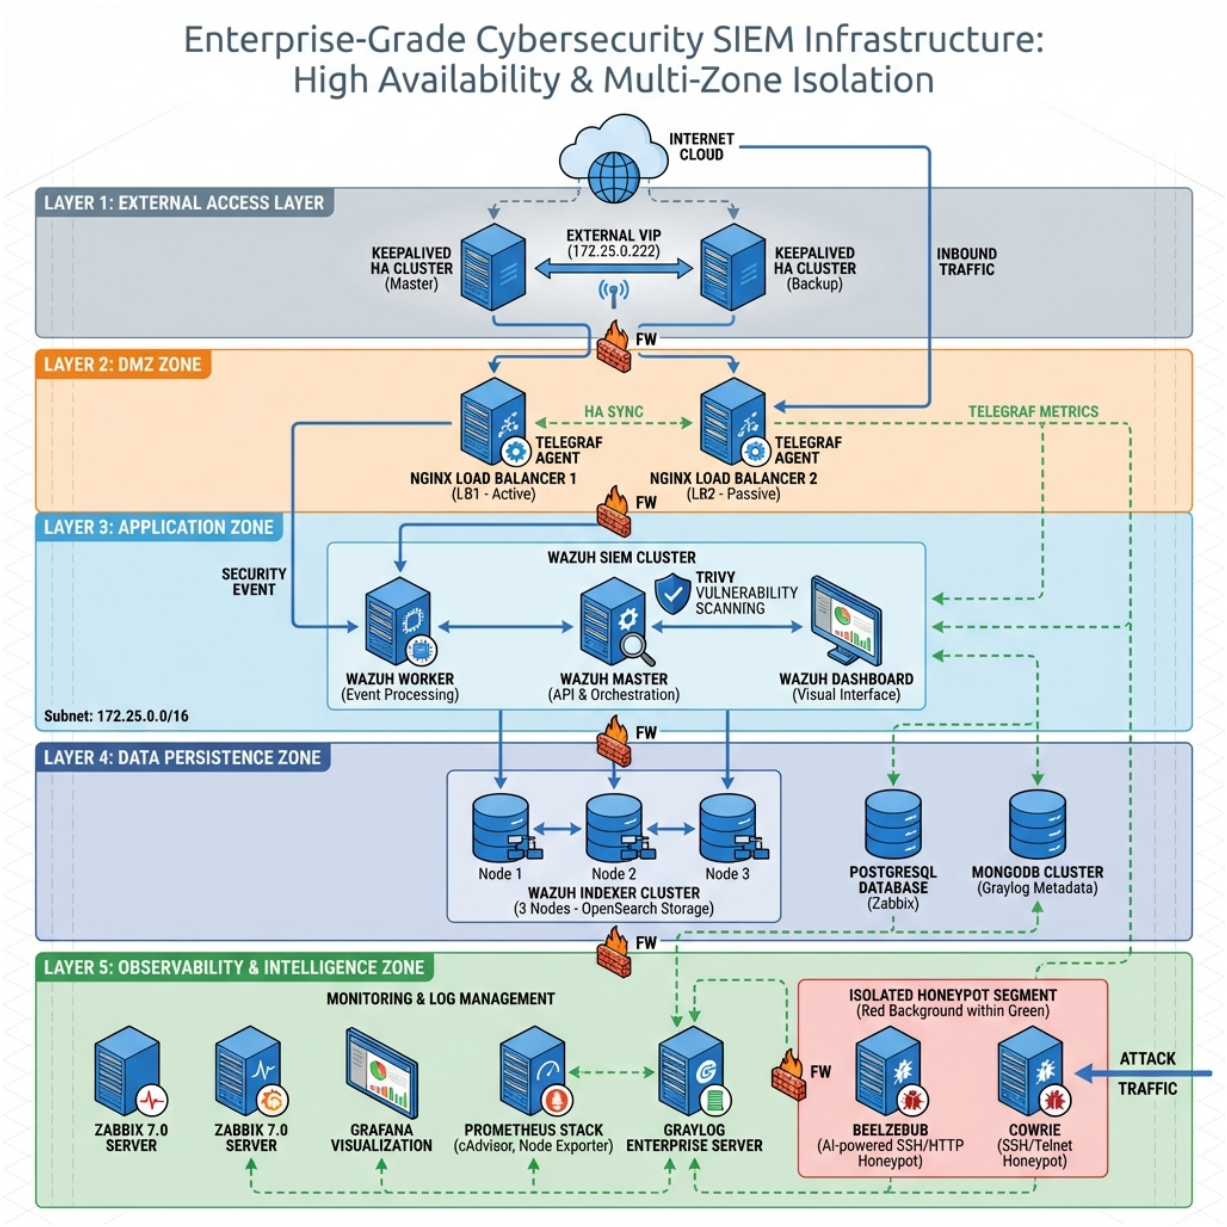 Enterprise-Grade Cybersecurity SIEM Infrastructure:
High Availability & Multi-Zone Isolation
INTERNET
CLOUD
LAYER 1: EXTERNAL ACCESS LAYER
KEEPALIVED
HA CLUSTER
(Master)
EXTERNAL VIP
(172.25.0.222)
KEEPALIVED
HA CLUSTER
(Backup)
INBOUND
TRAFFIC
FW
LAYER 2: DMZ ZONE
HA SYNC
TELEGRAF METRICS
TELEGRAF
AGENT
TELEGRAF
AGENT
NGINX LOAD BALANCER 1
(LB1 - Active)
NGINX LOAD BALANCER 2
(LR2 - Passive)
FW
LAYER 3: APPLICATION ZONE
WAZUH SIEM CLUSTER
SECURITY
EVENT
TRIVY
VULNERABILITY
SCANNING
WAZUH WORKER
(Event Processing)
WAZUH MASTER
(API & Orchestration)
WAZUH DASHBOARD
(Visual Interface)
Subnet: 172.25.0.0/16
FW
LAYER 4: DATA PERSISTENCE ZONE
Node 1
Node 2
Node 3
WAZUH INDEXER CLUSTER
(3 Nodes - OpenSearch Storage)
POSTGRESQL
DATABASE
(Zabbix)
MONGODB CLUSTER
(Graylog Metadata)
FW
LAYER 5: OBSERVABILITY & INTELLIGENCE ZONE
MONITORING & LOG MANAGEMENT
ISOLATED HONEYPOT SEGMENT
(Red Background within Green)
FW
ATTACK
TRAFFIC
ZABBIX 7.0
SERVER
ZABBIX 7.0
SERVER
GRAFANA
VISUALIZATION
PROMETHEUS STACK
(cAdvisor, Node Exporter)
GRAYLOG
ENTERPRISE SERVER
BEELZEBUB
(AI-powered SSH/HTTP
Honeypot)
COWRIE
(SSH/Telnet
Honeypot)